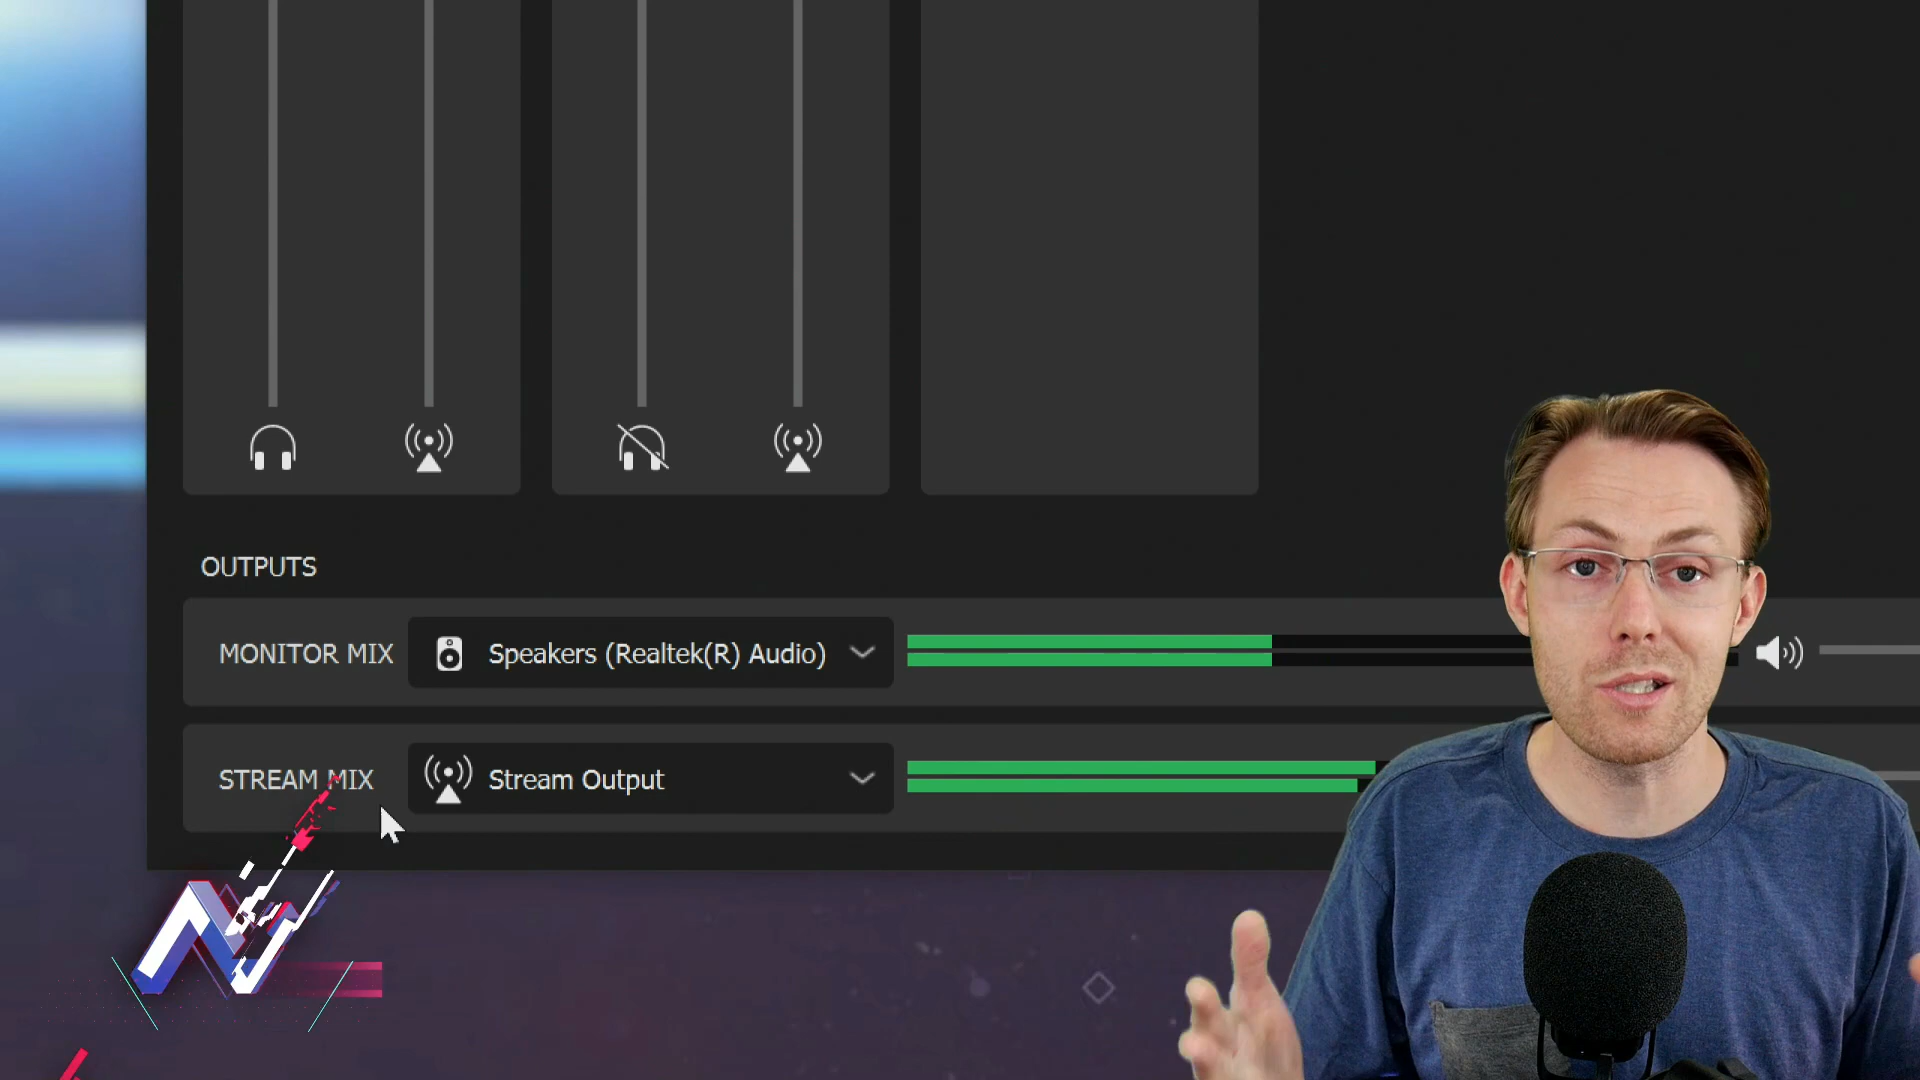 OUTPUTS
MONITOR MIX Speakers (Realtek(R) Audio)
STREAM MIX Stream Output